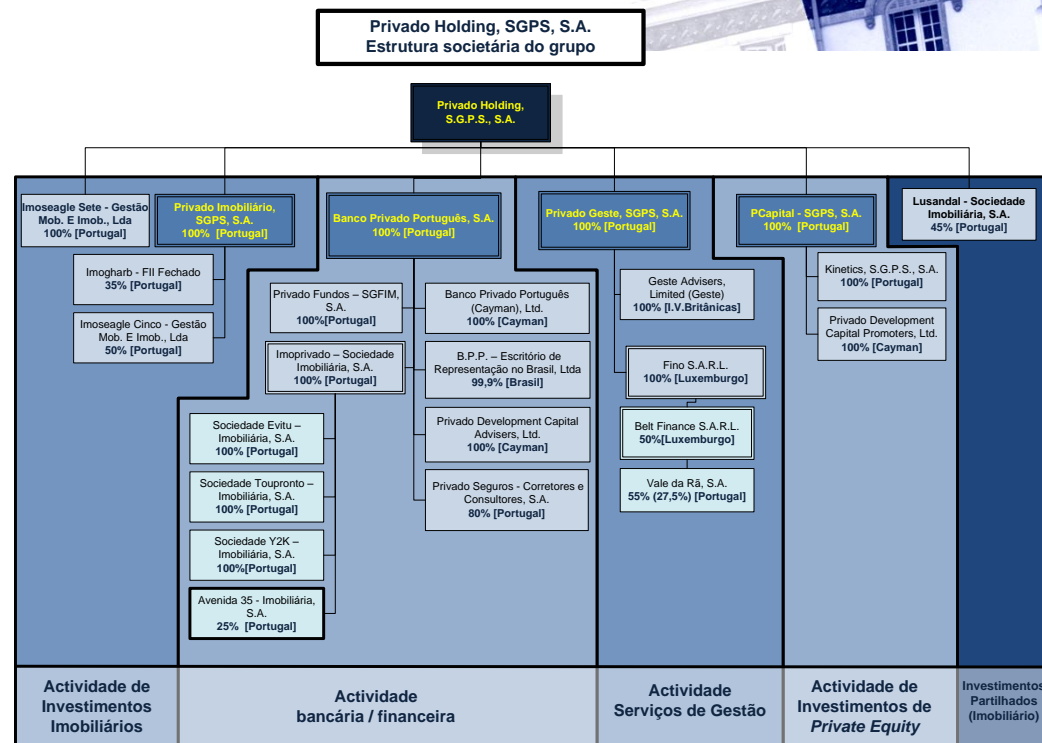 Privado Holding, SGPS, S.A.
Estrutura societária do grupo
Privado Holding,
S.G.P.S., S.A.
Imoseagle Sete - Gestão
Mob. E Imob., Lda
100% [Portugal]
Privado Imobiliário,
SGPS, S.A.
100% [Portugal]
Banco Privado Português, S.A.
100% [Portugal]
Privado Geste, SGPS, S.A.
100% [Portugal]
PCapital - SGPS, S.A.
100% [Portugal]
Lusandal - Sociedade
Imobiliária, S.A.
45% [Portugal]
Imogharb - FII Fechado
35% [Portugal]
Imoseagle Cinco - Gestão
Mob. E Imob., Lda
50% [Portugal]
Privado Fundos – SGFIM,
S.A.
100%[Portugal]
Imoprivado – Sociedade
Imobiliária, S.A.
100% [Portugal]
Sociedade Evitu –
Imobiliária, S.A.
100% [Portugal]
Sociedade Toupronto –
Imobiliária, S.A.
100% [Portugal]
Sociedade Y2K –
Imobiliária, S.A.
100%[Portugal]
Avenida 35 - Imobiliária,
S.A.
25% [Portugal]
Banco Privado Português
(Cayman), Ltd.
100% [Cayman]
B.P.P. – Escritório de
Representação no Brasil, Ltda
99,9% [Brasil]
Privado Development Capital
Advisers, Ltd.
100% [Cayman]
Privado Seguros - Corretores e
Consultores, S.A.
80% [Portugal]
Geste Advisers,
Limited (Geste)
100% [I.V.Britânicas]
Fino S.A.R.L.
100% [Luxemburgo]
Belt Finance S.A.R.L.
50%[Luxemburgo]
Vale da Rã, S.A.
55% (27,5%) [Portugal]
Kinetics, S.G.P.S., S.A.
100% [Portugal]
Privado Development
Capital Promoters, Ltd.
100% [Cayman]
Actividade de
Investimentos
Imobiliários
Actividade
bancária / financeira
Actividade
Serviços de Gestão
Actividade de
Investimentos de
Private Equity
Investimentos
Partilhados
(Imobiliário)